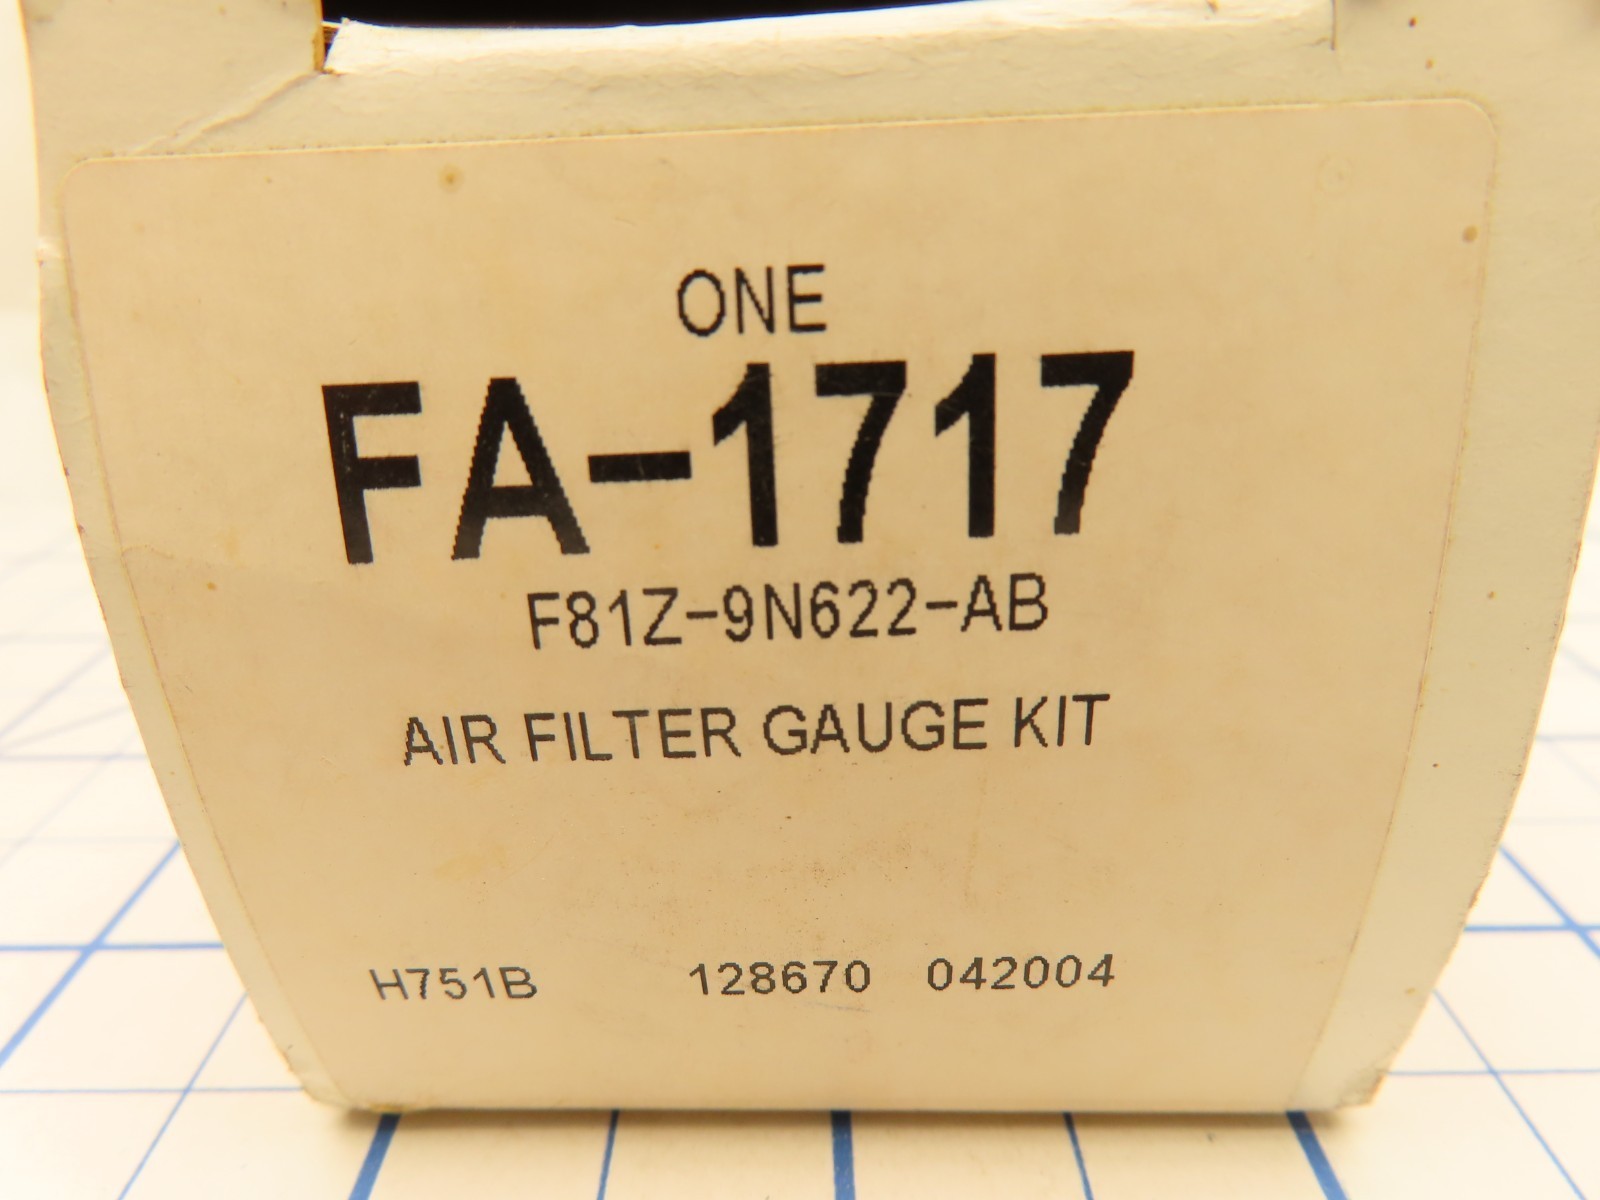 ONE
FA-1717
F81Z-9N622-AB
AIR FILTER GAUGE KIT
H751B 128670 042004